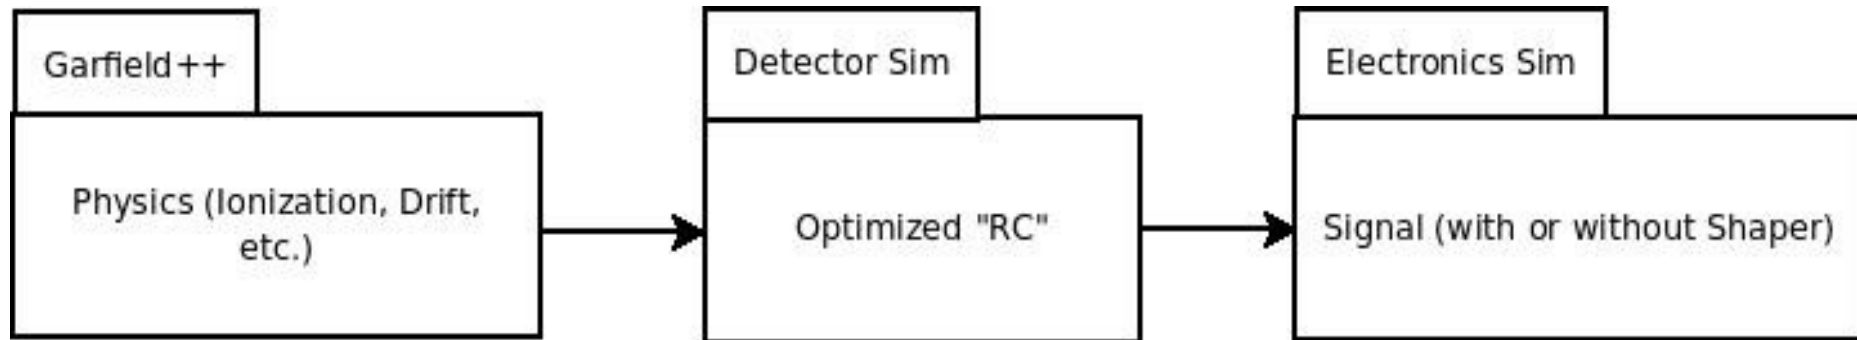 Garfield++
Physics (Ionization, Drift,
etc.)
Detector Sim
Optimized "RC"
Electronics Sim
Signal (with or without Shaper)